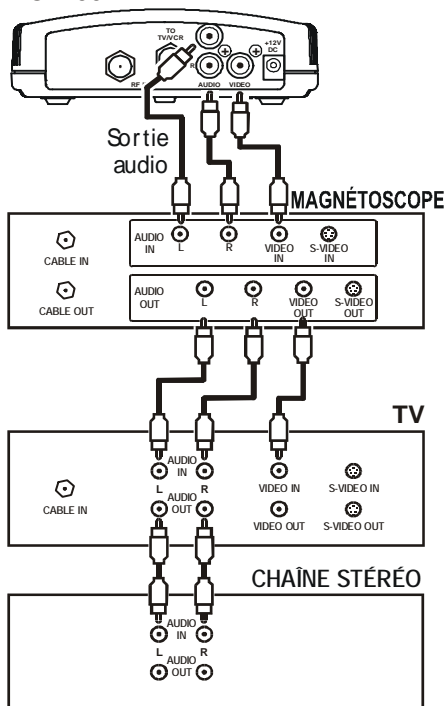 TO
TV/VCR
+12V
DC
RF
R
AUDIO VIDEO
Sortie
audio
MAGNÉTOSCOPE
AUDIO
IN
L
R
VIDEO
IN
S-VIDEO
IN
CABLE IN
AUDIO
OUT
L
R
VIDEO
OUT
S-VIDEO
OUT
CABLE OUT
TV
AUDIO
IN
L
R
VIDEO IN
S-VIDEO IN
CABLE IN
AUDIO
OUT
VIDEO OUT
S-VIDEO OUT
CHAÎNE STÉRÉO
AUDIO
IN
L
R
AUDIO
OUT